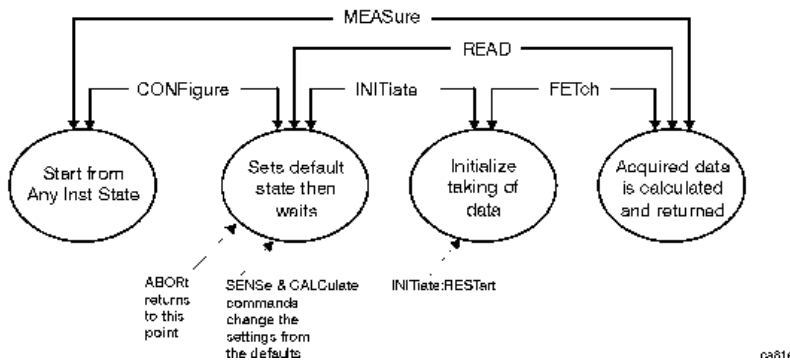 MEASure
READ
CONFigure
INITiate
FETch
Start from
Any Inst State
Sets default
state then
waits
Initialize
taking of
data
Acquired data
is calculated
and returned
ABORt
returns
to this
point
SENSe & CALCulate
commands
change the
settings from
the defaults
INITiate:RESTart